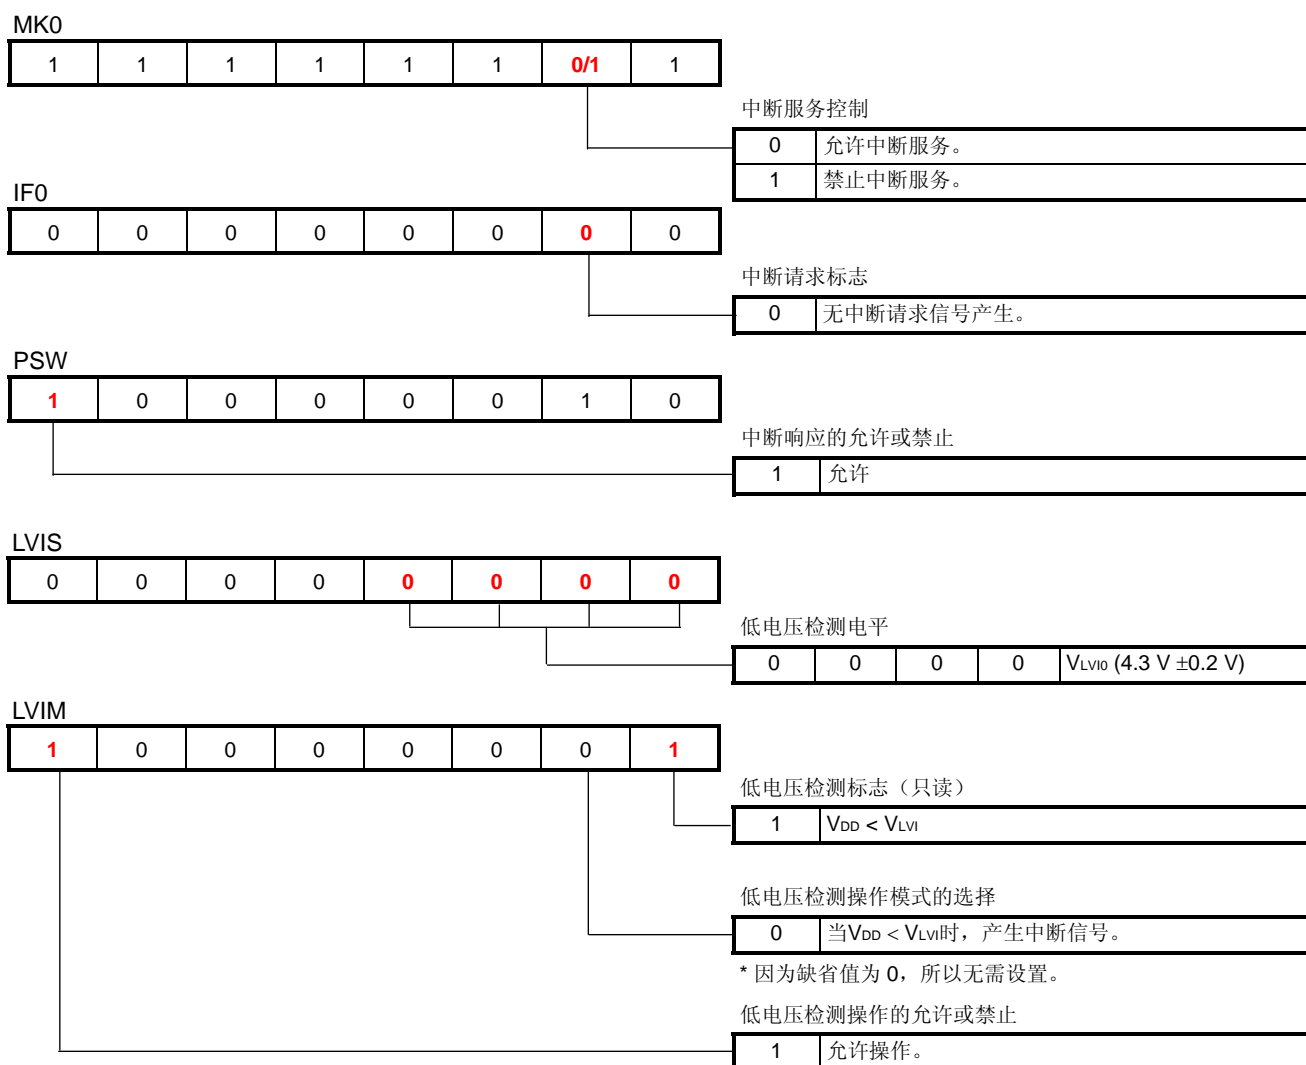 MK0
1 1 1 1 1 1 0/1 1
中断服务控制
0 允许中断服务。
1 禁止中断服务。
IF0
0 0 0 0 0 0 0 0
中断请求标志
0 无中断请求信号产生。
PSW
1 0 0 0 0 0 1 0
中断响应的允许或禁止
1 允许
LVIS
0 0 0 0 0 0 0 0
低电压检测电平
0 0 0 0 VLVI0 (4.3 V ±0.2 V)
LVIM
1 0 0 0 0 0 0 1
低电压检测标志（只读）
1 VDD < VLVI
低电压检测操作模式的选择
0 当VDD < VLVI时，产生中断信号。
* 因为缺省值为 0，所以无需设置。
低电压检测操作的允许或禁止
1 允许操作。